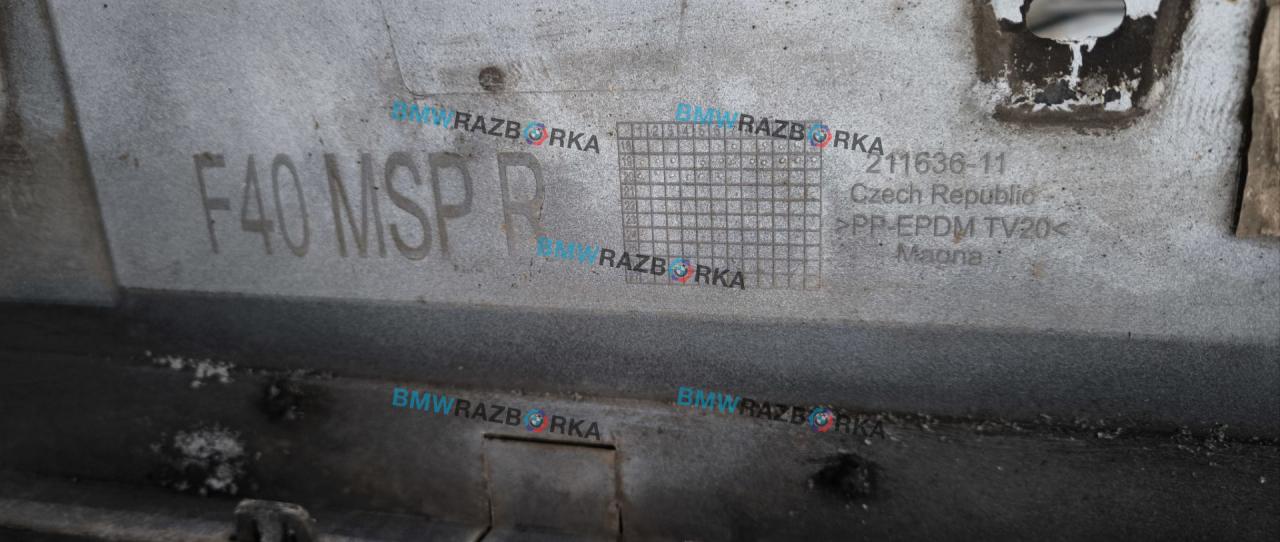 BMWRAZBORKA
BMWRAZBORKA
F40 MSP R
211636-11
Czech Republic
>PP-EPDM TV20<
Magna
BMWRAZBORKA
BMWRAZBORKA
BMWRAZBORKA